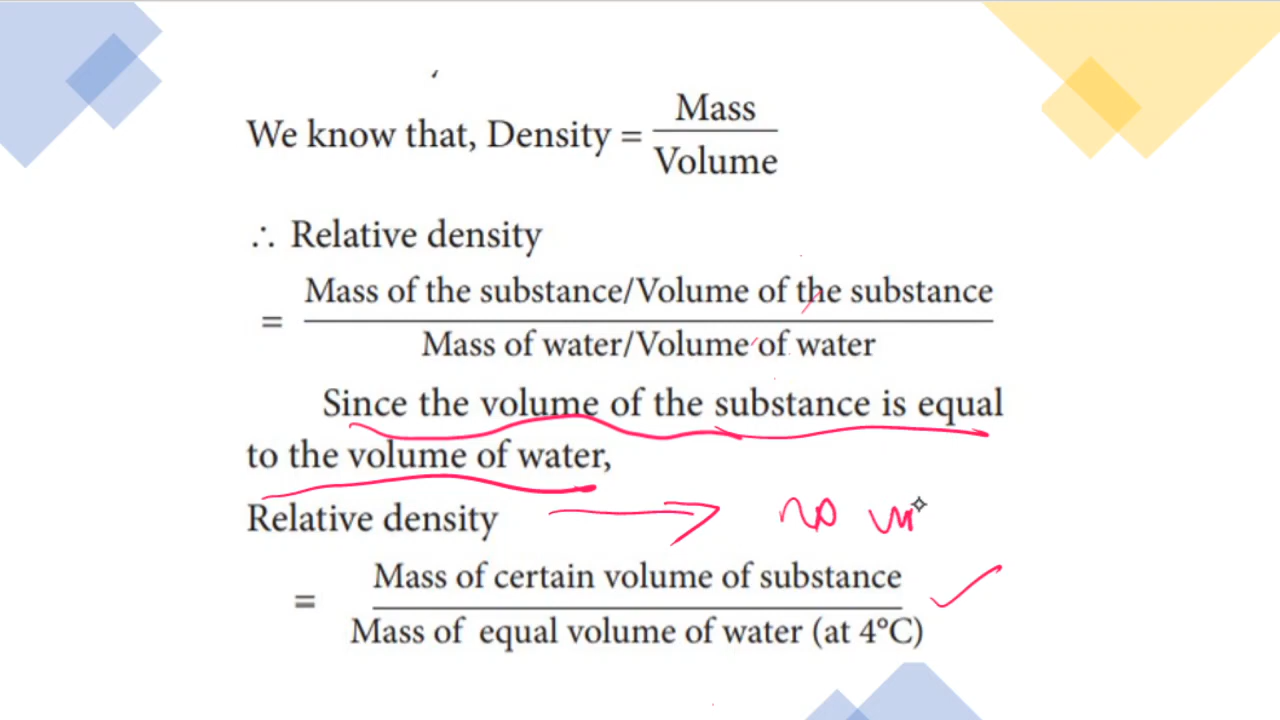 We know that, Density = Mass / Volume
∴ Relative density
= Mass of the substance/Volume of the substance
Mass of water/Volume of water
Since the volume of the substance is equal
to the volume of water,
Relative density no
= Mass of certain volume of substance
Mass of equal volume of water (at 4°C)